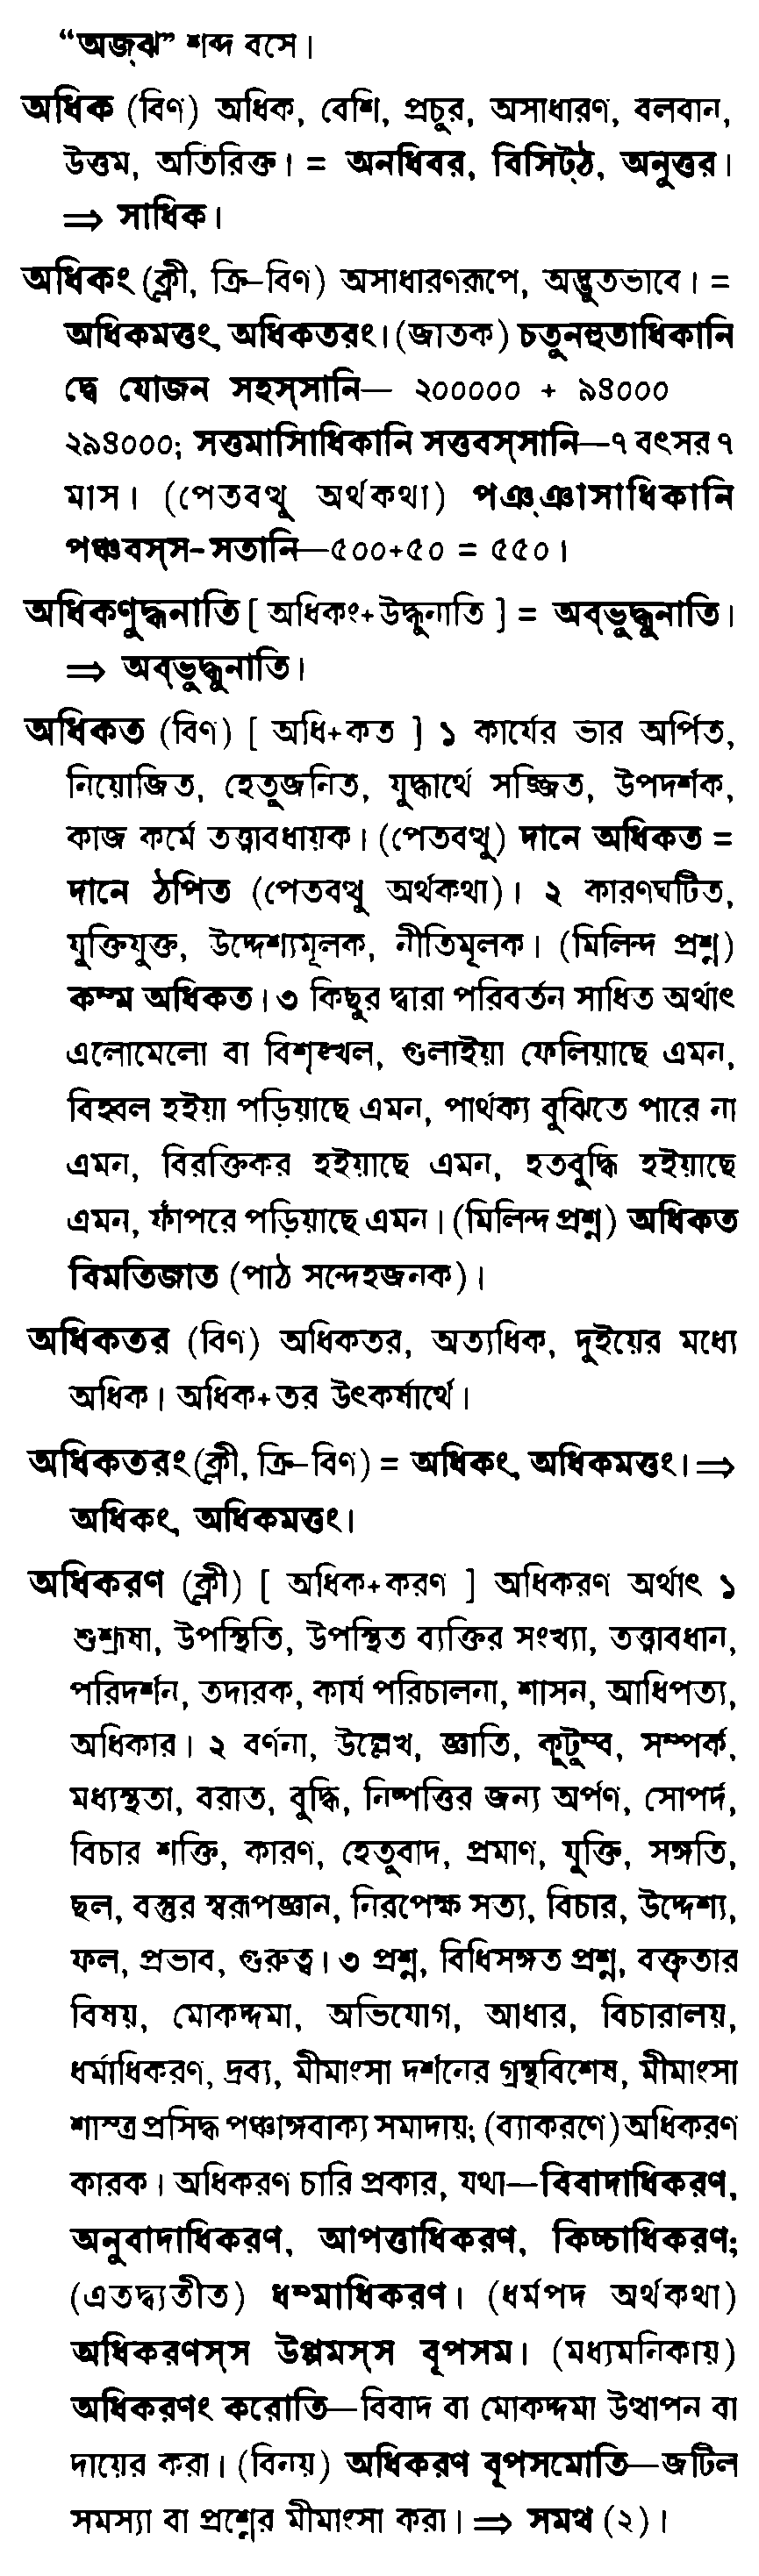 “অজ্ঝ” শব্দ বসে।
অধিক (বিণ) অধিক, বেশি, প্রচুর, অসাধারণ, বলবান,
উত্তম, অতিরিক্ত। = অনধিবর, বিসিট্ঠ, অনুত্তর।
⇒ সাধিক।
অধিকং (ক্লী, ক্রি-বিণ) অসাধারণরূপে, অদ্ভুতভাবে। =
অধিকমত্তং, অধিকতরং। (জাতক) চতুনহুতাধিকানি
দ্বে যোজন সহস্সানি— ২০০০০০ + ৯৪০০০
২৯৪০০০; সত্তমাসাধিকানি সত্তবস্সানি—৭ বৎসর ৭
মাস। (পেতবত্থু অর্থকথা) পঞ্ঞাসাধিকানি
পঞ্চবস্স-সতানি—৫০০+৫০ = ৫৫০।
অধিকণুদ্ধনাতি [ অধিকং+উদ্ধুনাতি ] = অব্ভুদ্ধুনাতি।
⇒ অব্ভুদ্ধুনাতি।
অধিকত (বিণ) [ অধি+কত ] ১ কার্যের ভার অর্পিত,
নিয়োজিত, হেতুজনিত, যুদ্ধার্থে সজ্জিত, উপদর্শক,
কাজ কর্মে তত্ত্বাবধায়ক। (পেতবত্থু) দানে অধিকত =
দানে ঠপিত (পেতবত্থু অর্থকথা)। ২ কারণঘটিত,
যুক্তিযুক্ত, উদ্দেশ্যমূলক, নীতিমূলক। (মিলিন্দ প্রশ্ন)
কম্ম অধিকত। ৩ কিছুর দ্বারা পরিবর্তন সাধিত অর্থাৎ
এলোমেলো বা বিশৃঙ্খল, গুলাইয়া ফেলিয়াছে এমন,
বিহ্বল হইয়া পড়িয়াছে এমন, পার্থক্য বুঝিতে পারে না
এমন, বিরক্তিকর হইয়াছে এমন, হতবুদ্ধি হইয়াছে
এমন, ফাঁপরে পড়িয়াছে এমন। (মিলিন্দ প্রশ্ন) অধিকত
বিমতিজাত (পাঠ সন্দেহজনক)।
অধিকতর (বিণ) অধিকতর, অত্যধিক, দুইয়ের মধ্যে
অধিক। অধিক+তর উৎকর্ষার্থে।
অধিকতরং (ক্লী, ক্রি-বিণ) = অধিকং, অধিকমত্তং। ⇒
অধিকং, অধিকমত্তং।
অধিকরণ (ক্লী) [ অধিক+করণ ] অধিকরণ অর্থাৎ ১
শুশ্রূষা, উপস্থিতি, উপস্থিত ব্যক্তির সংখ্যা, তত্ত্বাবধান,
পরিদর্শন, তদারক, কার্য পরিচালনা, শাসন, আধিপত্য,
অধিকার। ২ বর্ণনা, উল্লেখ, জ্ঞাতি, কুটুম্ব, সম্পর্ক,
মধ্যস্থতা, বরাত, বুদ্ধি, নিষ্পত্তির জন্য অর্পণ, সোপর্দ,
বিচার শক্তি, কারণ, হেতুবাদ, প্রমাণ, যুক্তি, সঙ্গতি,
ছল, বস্তুর স্বরূপজ্ঞান, নিরপেক্ষ সত্য, বিচার, উদ্দেশ্য,
ফল, প্রভাব, গুরুত্ব। ৩ প্রশ্ন, বিধিসঙ্গত প্রশ্ন, বক্তৃতার
বিষয়, মোকদ্দমা, অভিযোগ, আধার, বিচারালয়,
ধর্মাধিকরণ, দ্রব্য, মীমাংসা দর্শনের গ্রন্থবিশেষ, মীমাংসা
শাস্ত্র প্রসিদ্ধ পঞ্চাঙ্গবাক্য সমাদায়; (ব্যাকরণে) অধিকরণ
কারক। অধিকরণ চারি প্রকার, যথা—বিবাদাধিকরণ,
অনুবাদাধিকরণ, আপত্তাধিকরণ, কিচ্চাধিকরণ;
(এতদ্ব্যতীত) ধম্মাধিকরণ। (ধর্মপদ অর্থকথা)
অধিকরণস্স উপ্পমস্স বূপসম। (মধ্যমনিকায়)
অধিকরণং করোতি—বিবাদ বা মোকদ্দমা উত্থাপন বা
দায়ের করা। (বিনয়) অধিকরণ বূপসমোতি—জটিল
সমস্যা বা প্রশ্নের মীমাংসা করা। ⇒ সমথ (২)।